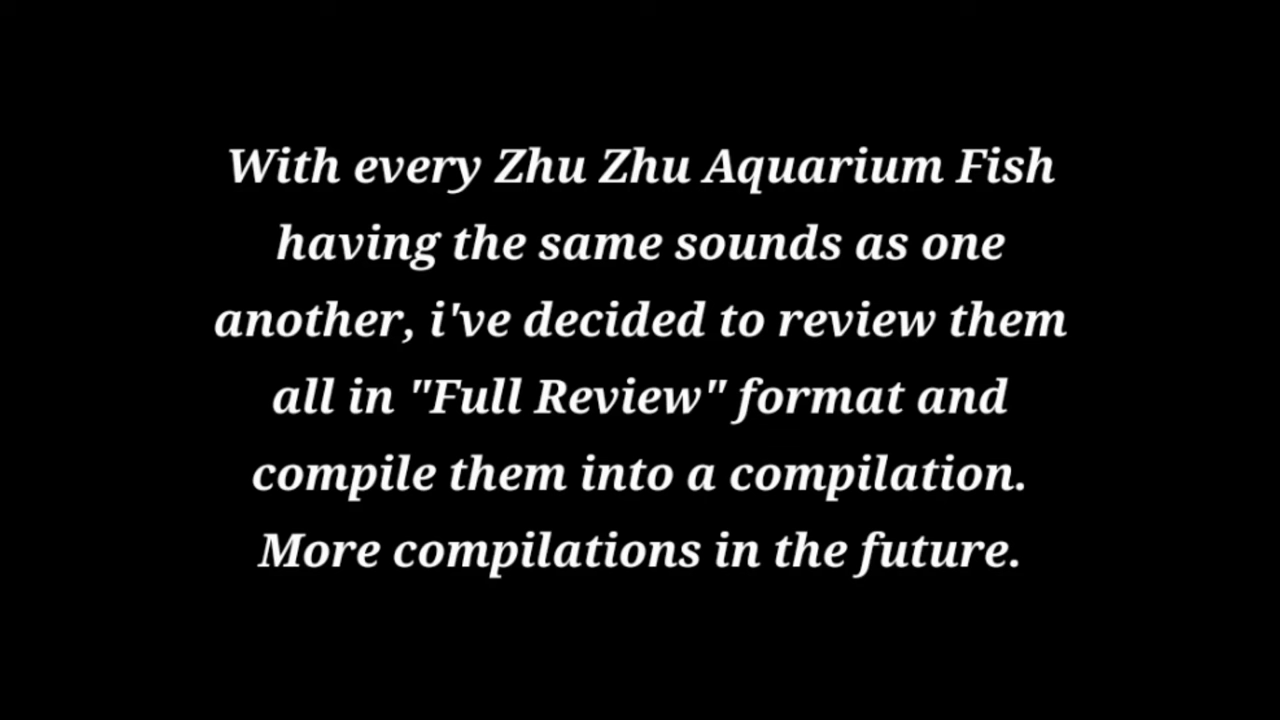 With every Zhu Zhu Aquarium Fish
having the same sounds as one
another, i've decided to review them
all in "Full Review" format and
compile them into a compilation.
More compilations in the future.